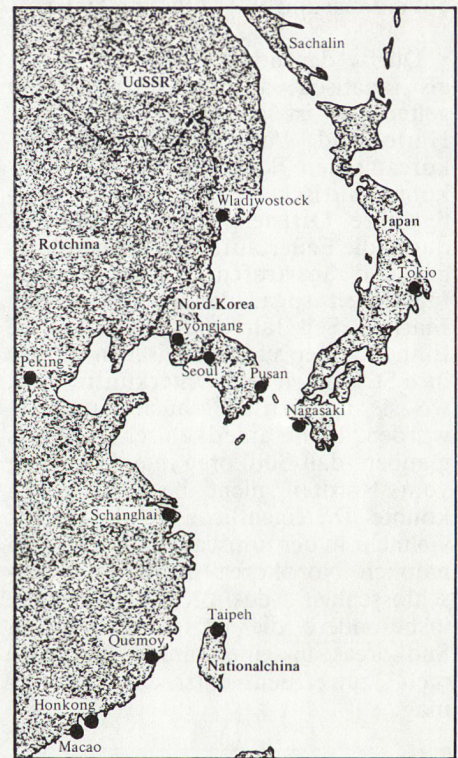 Sachalin
UdSSR
Wladiwostock
Japan
Rotchina
Tokio
Nord-Korea
Pyongjang
Seoul
Peking
Pusan
Nagasaki
Schanghai
Taipeh
Quemoy
Nationalchina
Honkong
Macao